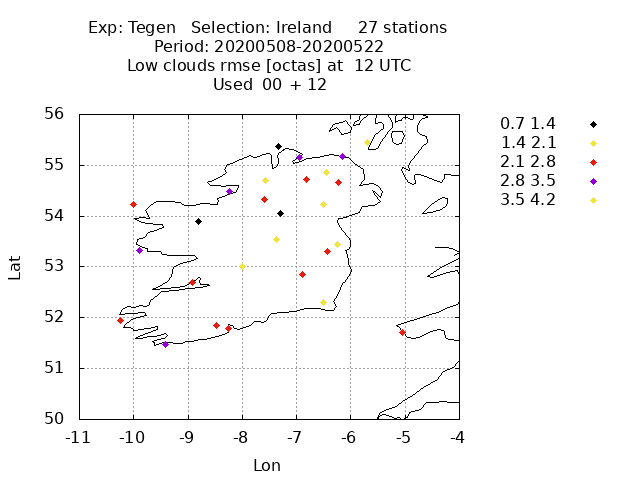 Exp: Tegen   Selection: Ireland     27 stations
Period: 20200508-20200522
Low clouds rmse [octas] at  12 UTC
Used  00 + 12
56
55
54
53
52
51
50
-11 -10 -9 -8 -7 -6 -5 -4
Lat
Lon
0.7 1.4
1.4 2.1
2.1 2.8
2.8 3.5
3.5 4.2